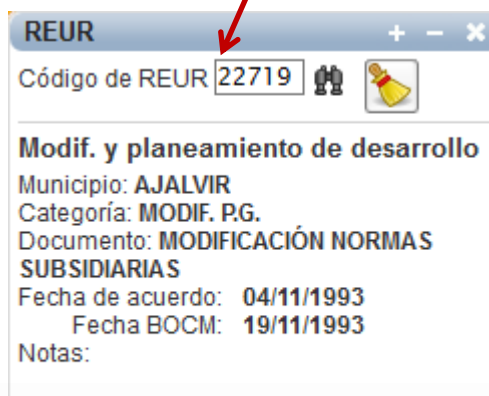 REUR
Código de REUR 22719
Modif. y planeamiento de desarrollo
Municipio: AJALVIR
Categoría: MODIF. P.G.
Documento: MODIFICACIÓN NORMAS
SUBSIDIARIAS
Fecha de acuerdo: 04/11/1993
Fecha BOCM: 19/11/1993
Notas: